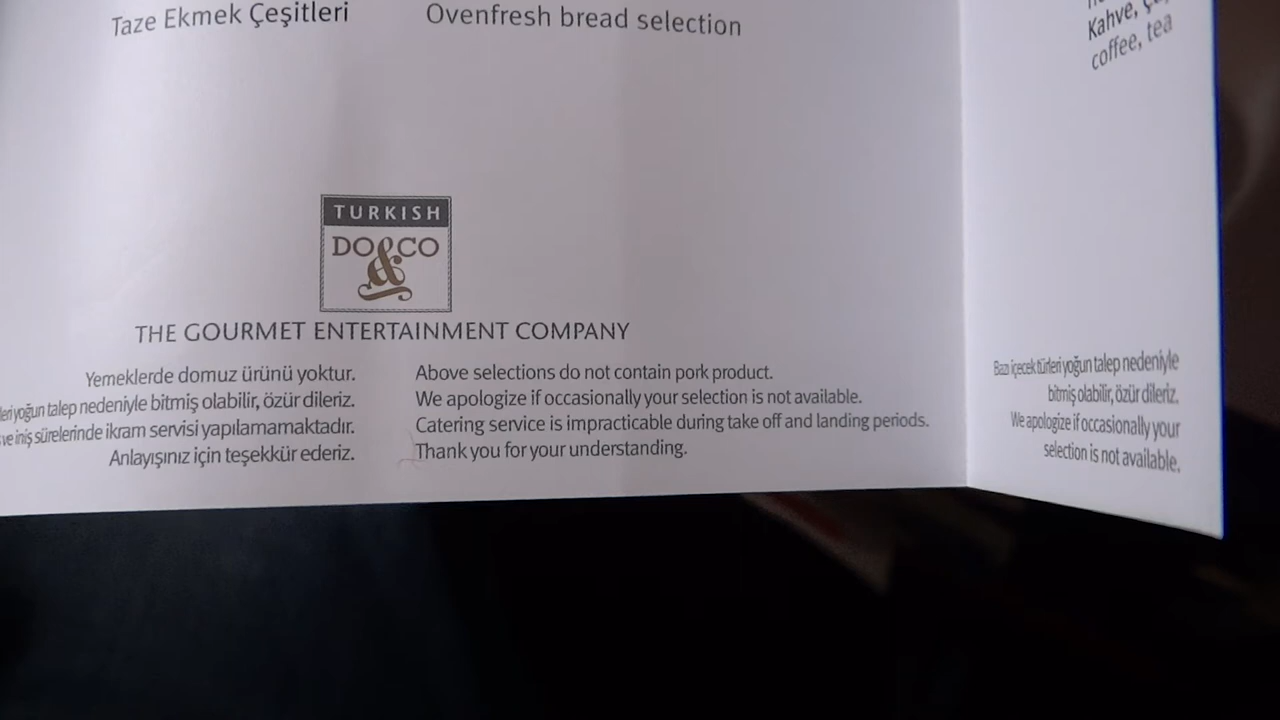 Taze Ekmek Çeşitleri
Ovenfresh bread selection
TURKISH
DO&CO
THE GOURMET ENTERTAINMENT COMPANY
Yemeklerde domuz ürünü yoktur.
yoğun talep nedeniyle bitmiş olabilir, özür dileriz.
ve iniş sürelerinde ikram servisi yapılamamaktadır.
Anlayışınız için teşekkür ederiz.
Above selections do not contain pork product.
We apologize if occasionally your selection is not available.
Catering service is impracticable during take off and landing periods.
Thank you for your understanding.
Kahve,
coffee, tea
Bazı içecek türleri yoğun talep nedeniyle
bitmiş olabilir, özür dileriz.
We apologize if occasionally your
selection is not available.